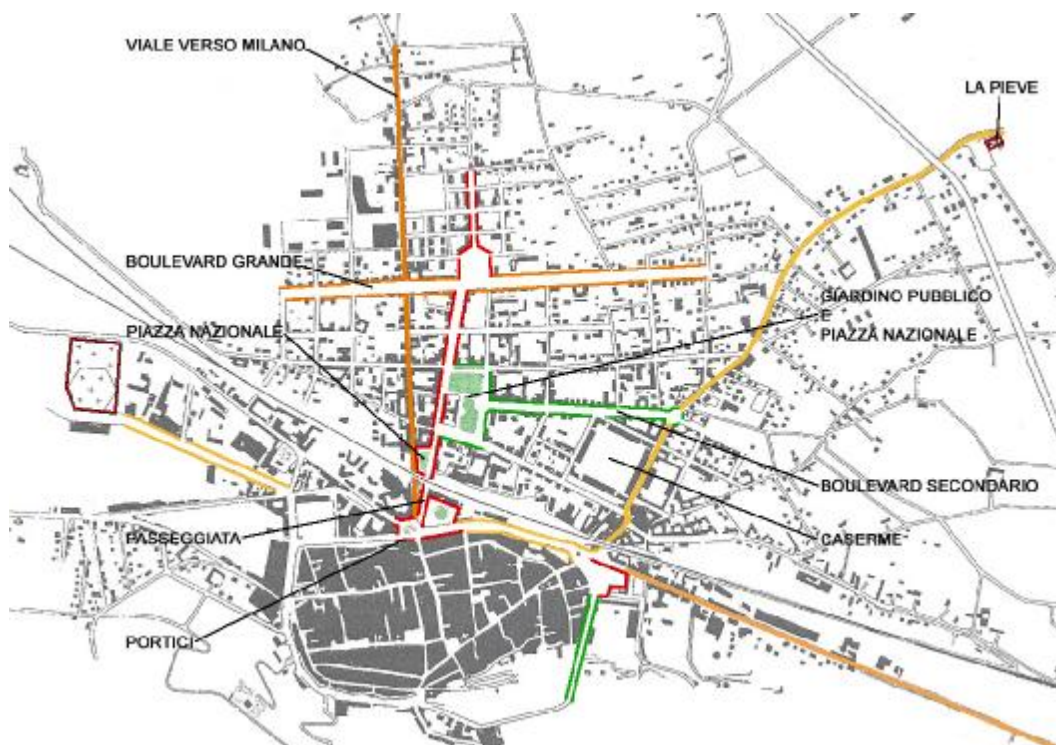 VIALE VERSO MILANO
LA PIEVE
BOULEVARD GRANDE
GIARDINO PUBBLICO
E
PIAZZA NAZIONALE
PIAZZA NAZIONALE
BOULEVARD SECONDARIO
PASSEGGIATA
CASERME
PORTICI